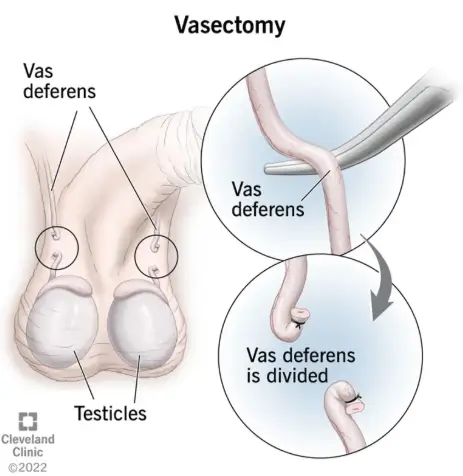 Vasectomy
Vas
deferens
Vas
deferens
Vas deferens
is divided
Testicles
Cleveland
Clinic
©2022